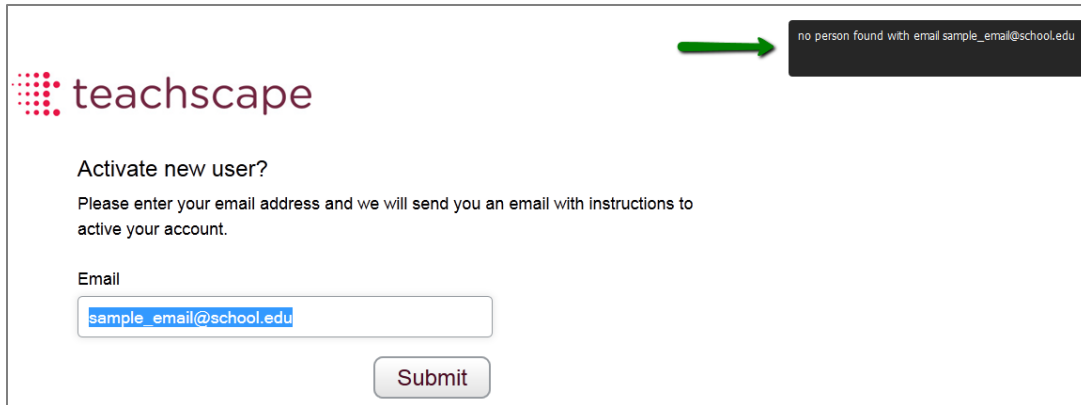 no person found with email sample_email@school.edu
teachscape
Activate new user?
Please enter your email address and we will send you an email with instructions to
active your account.
Email
sample_email@school.edu
Submit